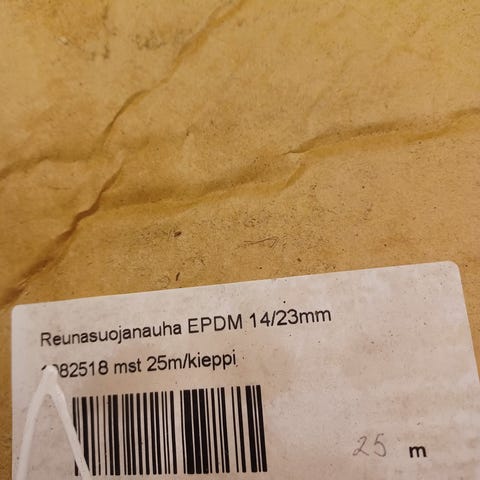 Reunasuojanauha EPDM 14/23mm
mst 25m/kieppi
25 m